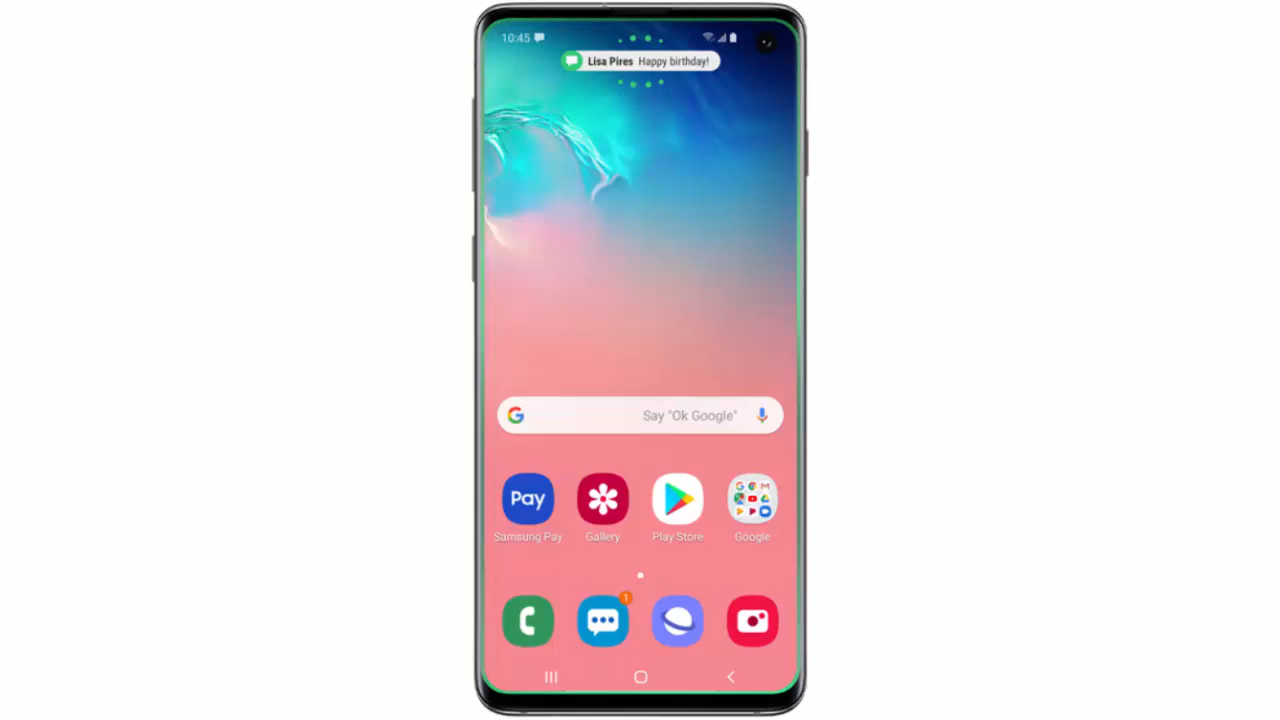 10:45
Lisa Pires Happy birthday!
Say "Ok Google"
Pay
Samsung Pay Gallery Play Store Google
1